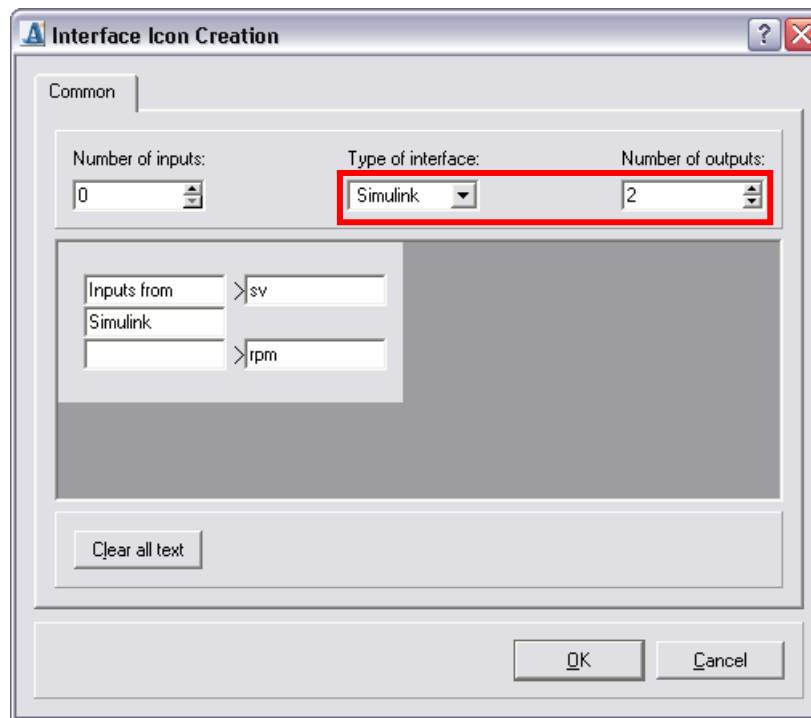 Interface Icon Creation
Common
Number of inputs: Type of interface: Number of outputs:
0 Simulink 2
Inputs from >sv
Simulink
>rpm
Clear all text
OK Cancel